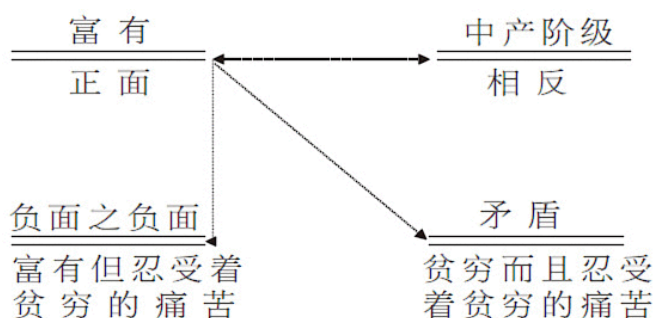 富有
中产阶级
正面
相反
负面之负面
矛盾
富有但忍受着
贫穷的痛苦
贫穷而且忍受
着贫穷的痛苦